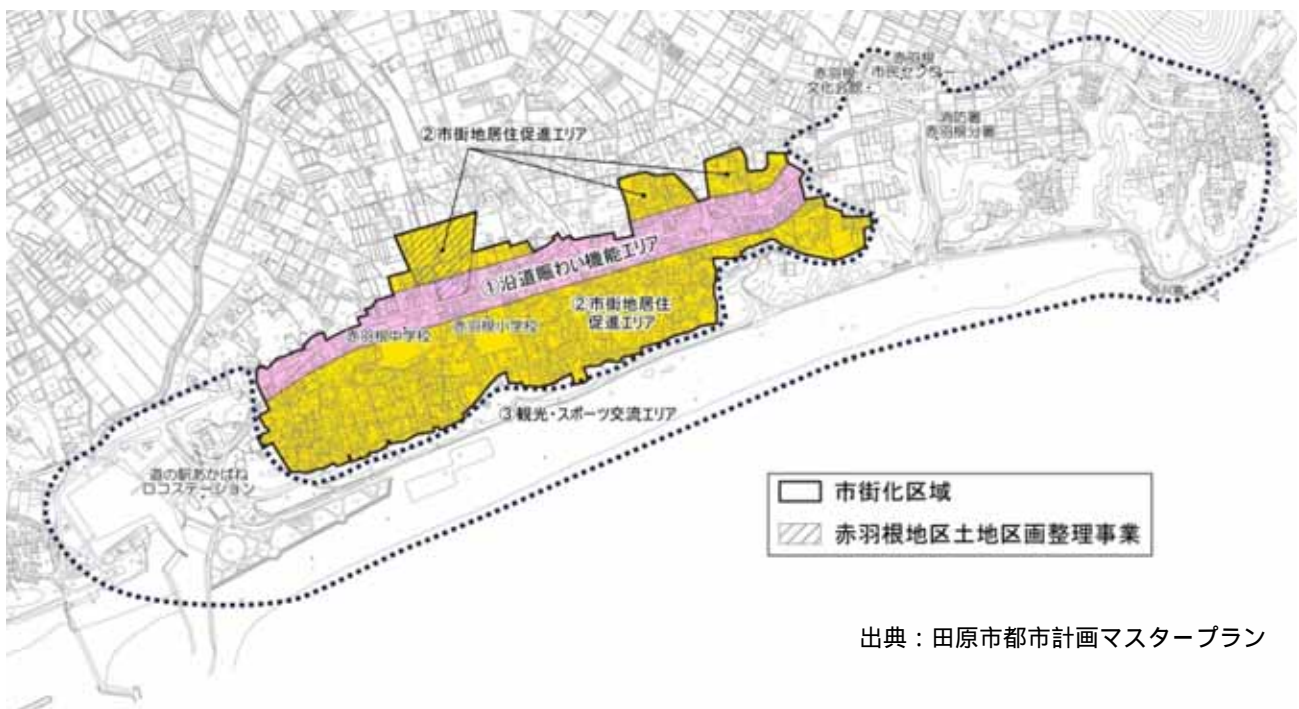 赤羽根
市民センター
赤羽根
文化会館
消防署
赤羽根分署
②市街地居住促進エリア
①沿道賑わい機能エリア
②市街地居住
促進エリア
赤羽根中学校
赤羽根小学校
③観光・スポーツ交流エリア
道の駅あかばね
ロコステーション
市街化区域
赤羽根地区土地区画整理事業
出典：田原市都市計画マスタープラン